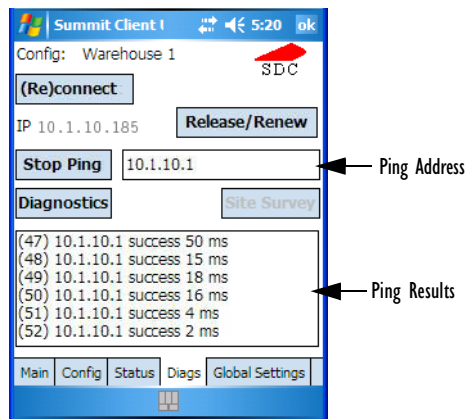 Summit Client U 5:20 ok
Config: Warehouse 1
SDC
(Re)connect
IP 10.1.10.185 Release/Renew
Stop Ping 10.1.10.1 Ping Address
Diagnostics Site Survey
(47) 10.1.10.1 success 50 ms
(48) 10.1.10.1 success 15 ms
(49) 10.1.10.1 success 18 ms
(50) 10.1.10.1 success 16 ms Ping Results
(51) 10.1.10.1 success 4 ms
(52) 10.1.10.1 success 2 ms
Main Config Status Diags Global Settings